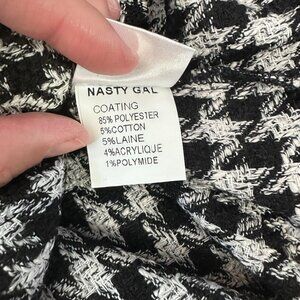 NASTY GAL
COATING
85%POLYESTER
5%COTTON
5%LAINE
4%ACRYLIQUE
1%POLYMIDE